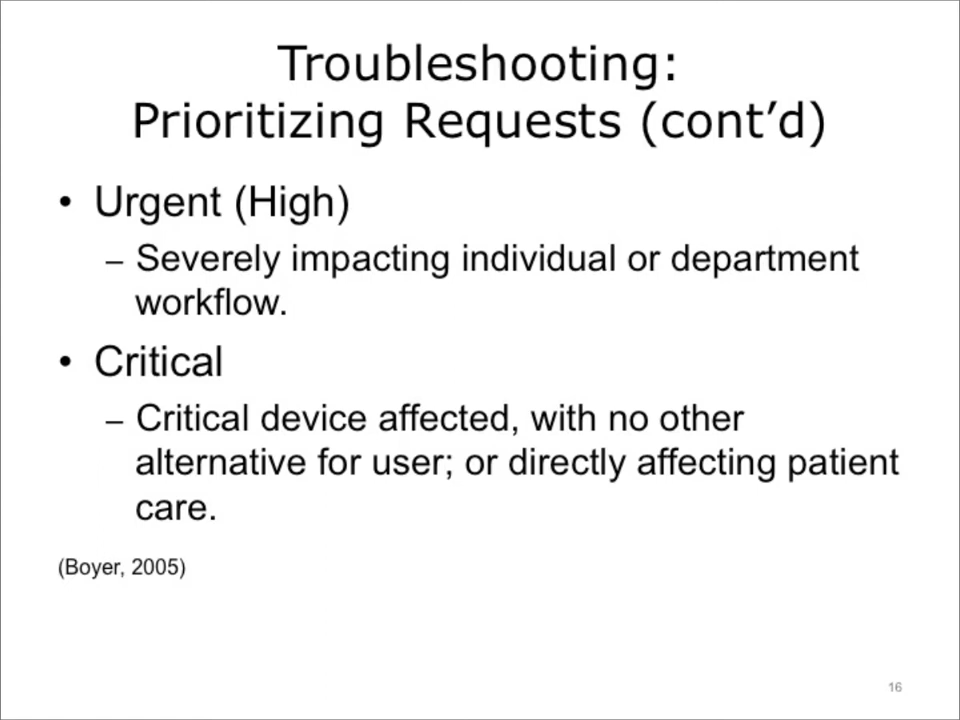 Troubleshooting:
Prioritizing Requests (cont’d)
• Urgent (High)
– Severely impacting individual or department
workflow.
• Critical
– Critical device affected, with no other
alternative for user; or directly affecting patient
care.
(Boyer, 2005)
16